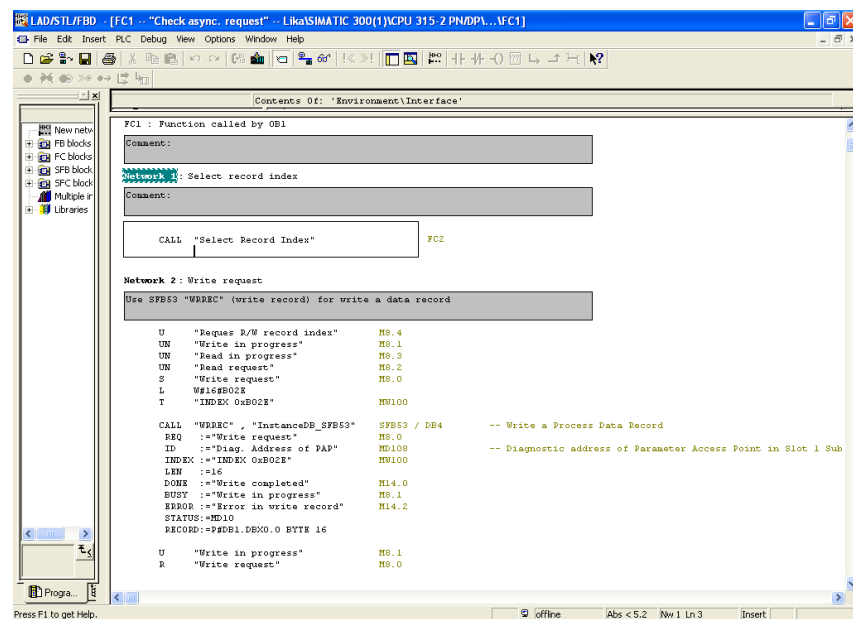 LAD/STL/FBD - [FC1 -- "Check async. request" -- Lika\SIMATIC 300(1)\CPU 315-2 PN/DP\...\FC1]
File Edit Insert PLC Debug View Options Window Help
Contents Of: 'Environment\Interface'
New netw
FB blocks
FC blocks
SFB block
SFC block
Multiple ir
Libraries
FC1 : Function called by OB1
Comment:
Network 1: Select record index
Comment:
CALL "Select Record Index" FC2
Network 2: Write request
Use SFB53 "WRREC" (write record) for write a data record
U "Reques R/W record index" M8.4
UN "Write in progress" M8.1
UN "Read in progress" M8.3
UN "Read request" M8.2
S "Write request" M8.0
L W#16#B02E
T "INDEX 0xB02E" MW100
CALL "WRREC" , "InstanceDB_SFB53" SFB53 / DB4 -- Write a Process Data Record
REQ :="Write request" M8.0
ID :="Diag. Address of PAP" MD108 -- Diagnostic address of Parameter Access Point in Slot 1 Sub
INDEX :="INDEX 0xB02E" MW100
LEN :=16
DONE :="Write completed" M14.0
BUSY :="Write in progress" M8.1
ERROR :="Error in write record" M14.2
STATUS:=MD10
RECORD:=P#DB1.DBX0.0 BYTE 16
U "Write in progress" M8.1
R "Write request" M8.0
Progra...
Press F1 to get Help.
offline
Abs < 5.2
Nw 1 Ln 3
Insert